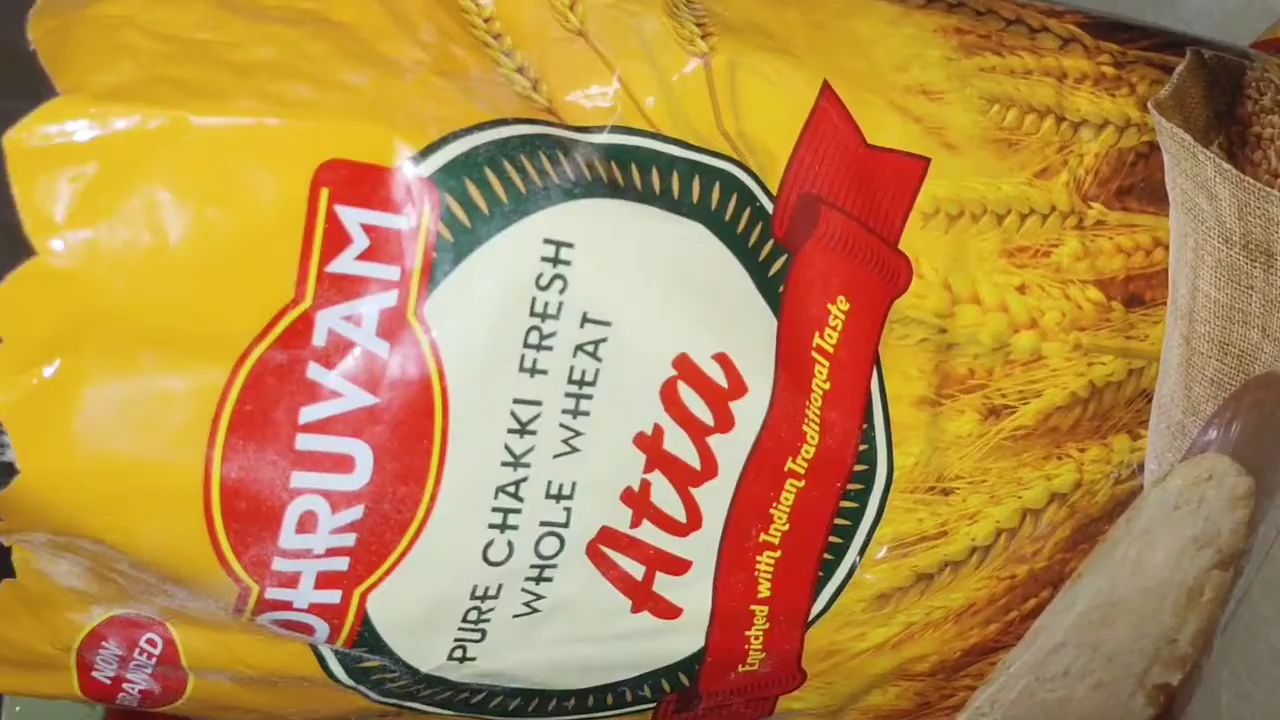 DHRUVAM
PURE CHAKKI FRESH
WHOLE WHEAT
Atta
Enriched with Indian Traditional Taste
NON-
BRANDED